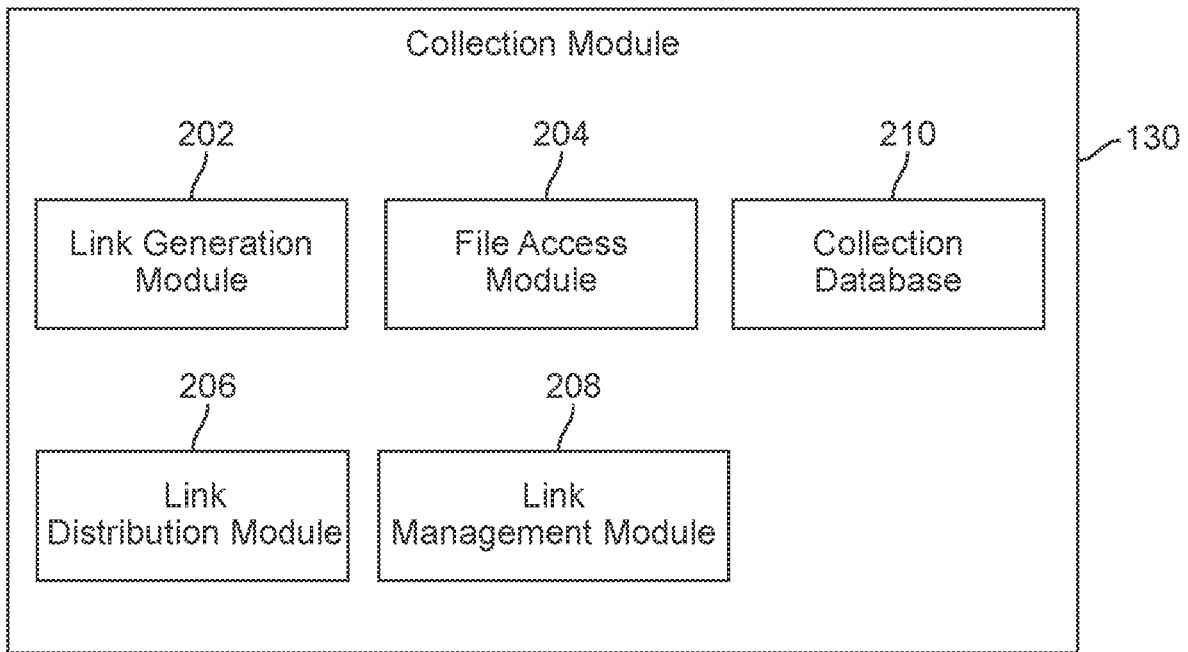 Collection Module
202
204
210
130
Link Generation
Module
File Access
Module
Collection
Database
206
208
Link
Distribution Module
Link
Management Module